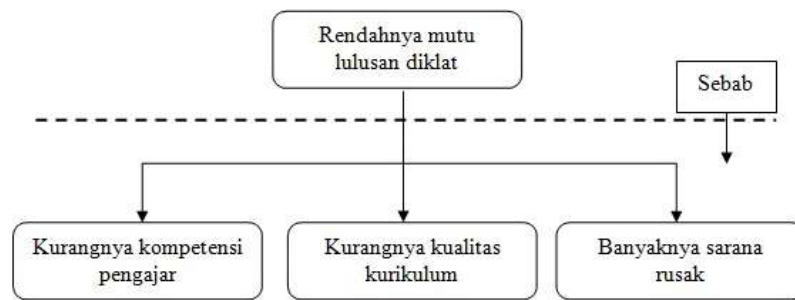 Rendahnya mutu
lulusan diklat
Sebab
Kurangnya kompetensi
pengajar
Kurangnya kualitas
kurikulum
Banyaknya sarana
rusak